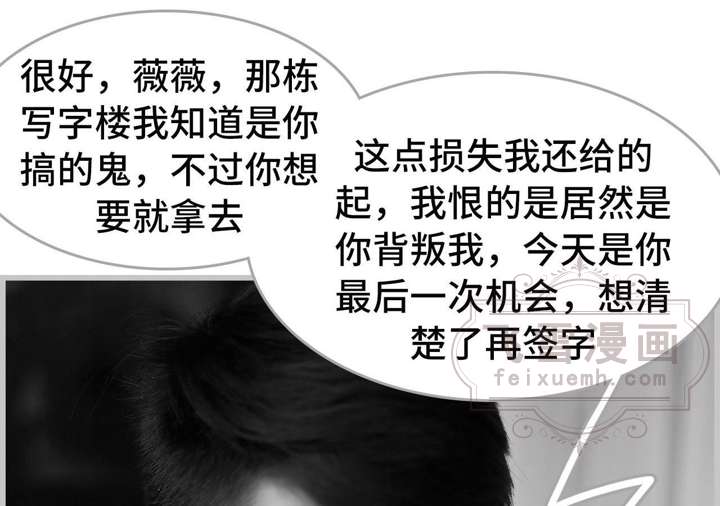 很好，薇薇，那栋
写字楼我知道是你
搞的鬼，不过你想
要就拿去
这点损失我还给的
起，我恨的是居然是
你背叛我，今天是你
最后一次机会，想清
楚了再签字
飞雪漫画
feixuemh.com